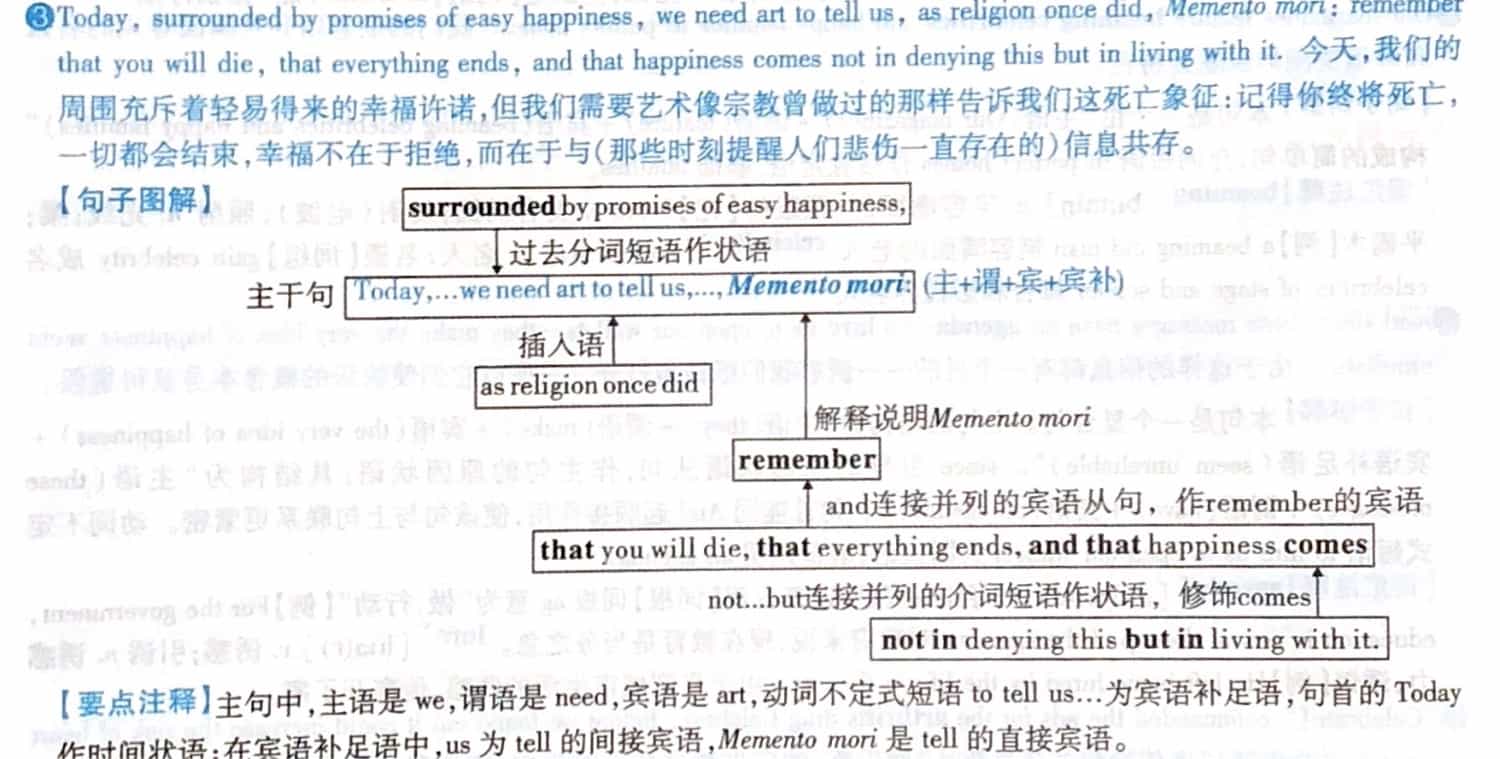 ③Today, surrounded by promises of easy happiness, we need art to tell us, as religion once did, Memento mori: remember
that you will die, that everything ends, and that happiness comes not in denying this but in living with it. 今天,我们的
周围充斥着轻易得来的幸福许诺,但我们需要艺术像宗教曾做过的那样告诉我们这死亡象征:记得你终将死亡,
一切都会结束,幸福不在于拒绝,而在于与(那些时刻提醒人们悲伤一直存在的)信息共存。
【句子图解】
surrounded by promises of easy happiness,
过去分词短语作状语
主干句 Today,...we need art to tell us,..., Memento mori: (主+谓+宾+宾补)
插入语
as religion once did
解释说明Memento mori
remember
and连接并列的宾语从句，作remember的宾语
that you will die, that everything ends, and that happiness comes
not...but连接并列的介词短语作状语，修饰comes
not in denying this but in living with it.
【要点注释】主句中,主语是 we,谓语是 need,宾语是 art,动词不定式短语 to tell us…为宾语补足语,句首的 Today
作时间状语;在宾语补足语中,us 为 tell 的间接宾语,Memento mori 是 tell 的直接宾语。